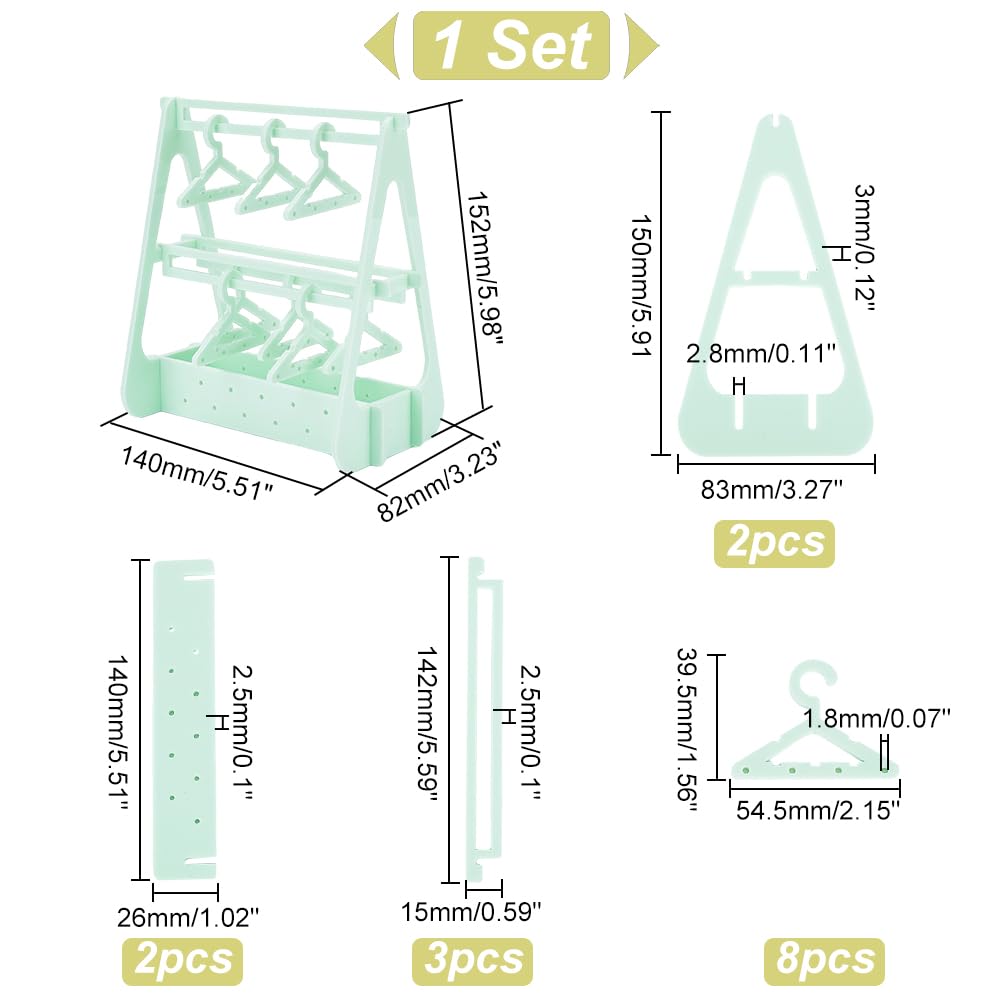 1 Set
152mm/5.98"
140mm/5.51"
82mm/3.23"
150mm/5.91
3mm/0.12"
2.8mm/0.11"
83mm/3.27"
2pcs
140mm/5.51"
2.5mm/0.1"
26mm/1.02"
2pcs
142mm/5.59"
2.5mm/0.1"
15mm/0.59"
3pcs
39.5mm/1.56"
1.8mm/0.07"
54.5mm/2.15"
8pcs